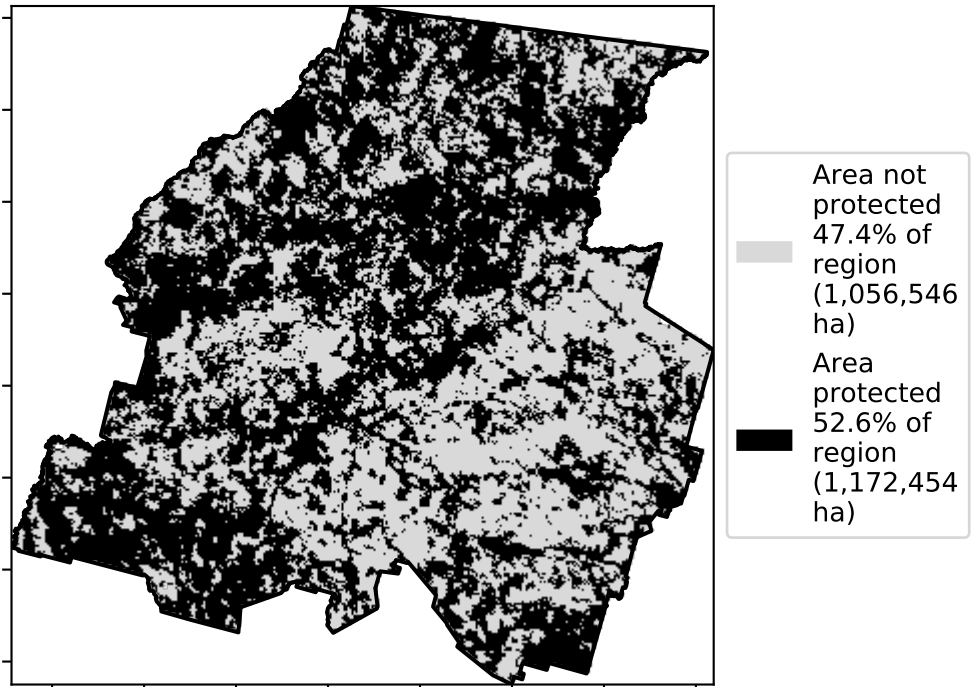 Area not
protected
47.4% of
region
(1,056,546
ha)
Area
protected
52.6% of
region
(1,172,454
ha)